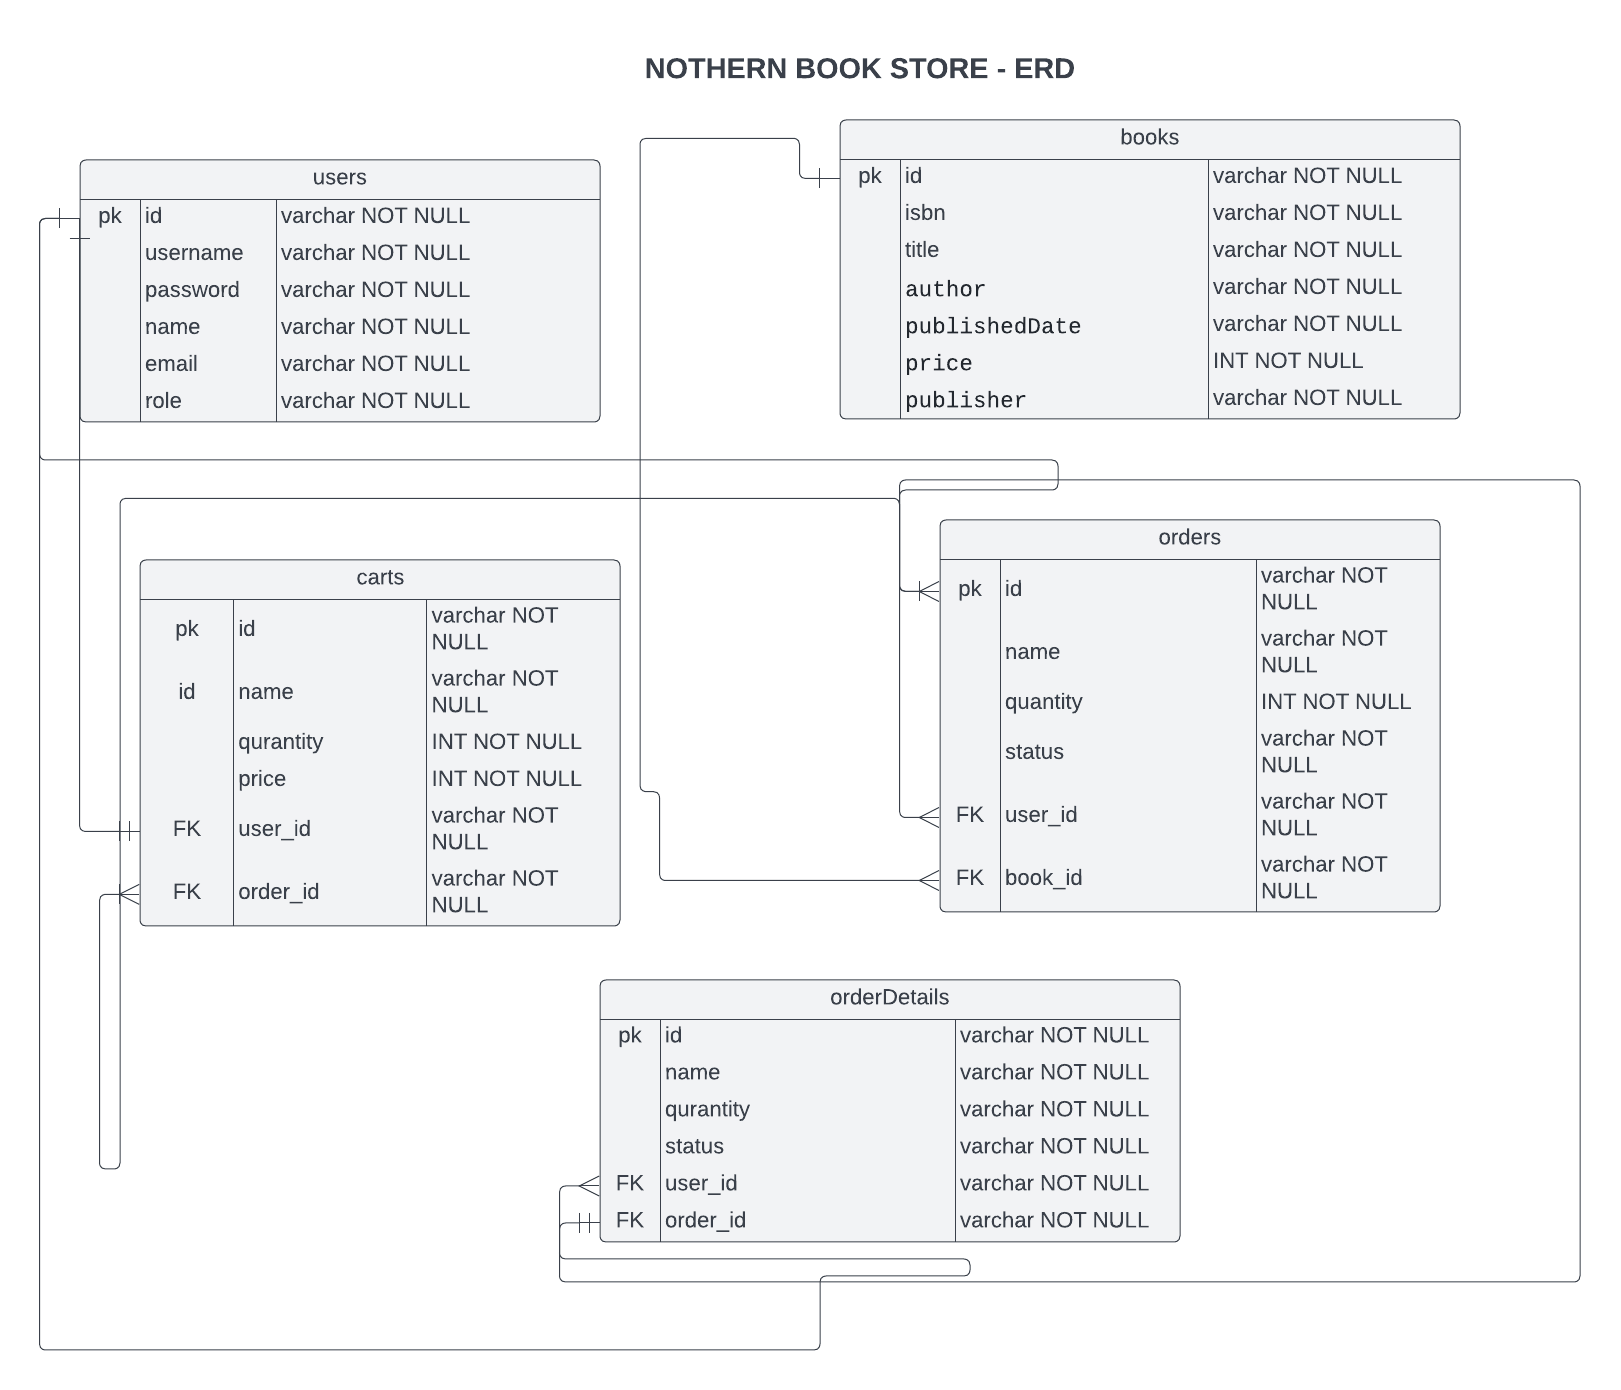 NOTHERN BOOK STORE - ERD
users
pk id varchar NOT NULL
username varchar NOT NULL
password varchar NOT NULL
name varchar NOT NULL
email varchar NOT NULL
role varchar NOT NULL
books
pk id varchar NOT NULL
isbn varchar NOT NULL
title varchar NOT NULL
author varchar NOT NULL
publishedDate varchar NOT NULL
price INT NOT NULL
publisher varchar NOT NULL
carts
pk id varchar NOT
NULL
id name varchar NOT
NULL
qurantity INT NOT NULL
price INT NOT NULL
FK user_id varchar NOT
NULL
FK order_id varchar NOT
NULL
orders
pk id varchar NOT
NULL
name varchar NOT
NULL
quantity INT NOT NULL
status varchar NOT
NULL
FK user_id varchar NOT
NULL
FK book_id varchar NOT
NULL
orderDetails
pk id varchar NOT NULL
name varchar NOT NULL
qurantity varchar NOT NULL
status varchar NOT NULL
FK user_id varchar NOT NULL
FK order_id varchar NOT NULL